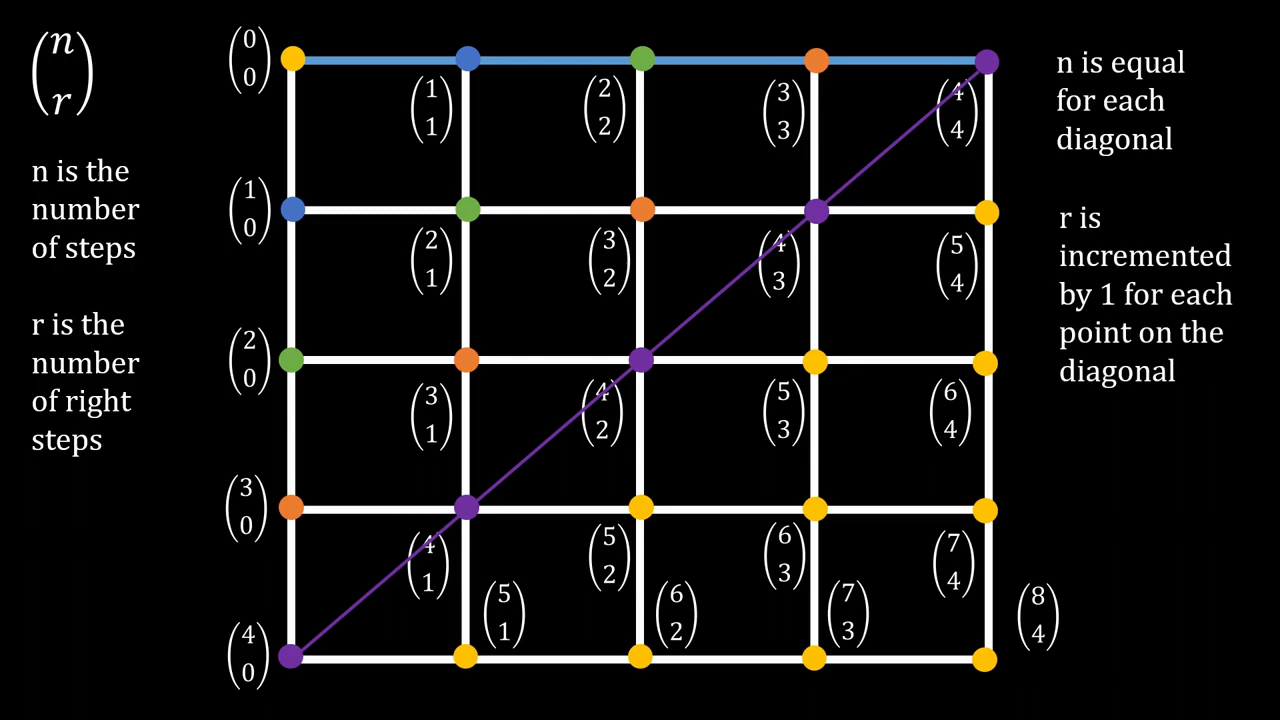 (n r)
n is the
number
of steps
r is the
number
of right
steps
(0 0)
(1 1) (2 2) (3 3) (4 4)
(1 0)
(2 1) (3 2) (4 3) (5 4)
(2 0)
(3 1) (4 2) (5 3) (6 4)
(3 0)
(4 1) (5 2) (6 3) (7 4)
(4 0) (5 1) (6 2) (7 3) (8 4)
n is equal
for each
diagonal
r is
incremented
by 1 for each
point on the
diagonal